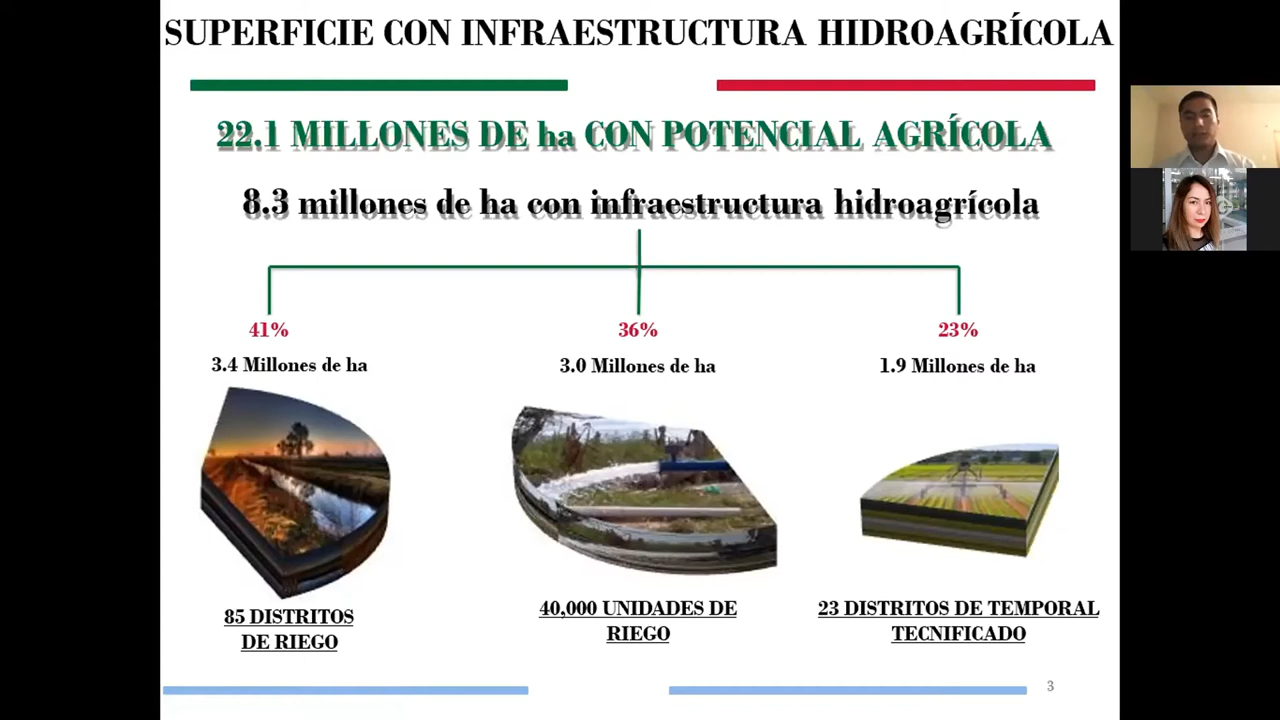 SUPERFICIE CON INFRAESTRUCTURA HIDROAGRÍCOLA
22.1 MILLONES DE ha CON POTENCIAL AGRÍCOLA
8.3 millones de ha con infraestructura hidroagrícola
41%
3.4 Millones de ha
85 DISTRITOS
DE RIEGO
36%
3.0 Millones de ha
40,000 UNIDADES DE
RIEGO
23%
1.9 Millones de ha
23 DISTRITOS DE TEMPORAL
TECNIFICADO
3